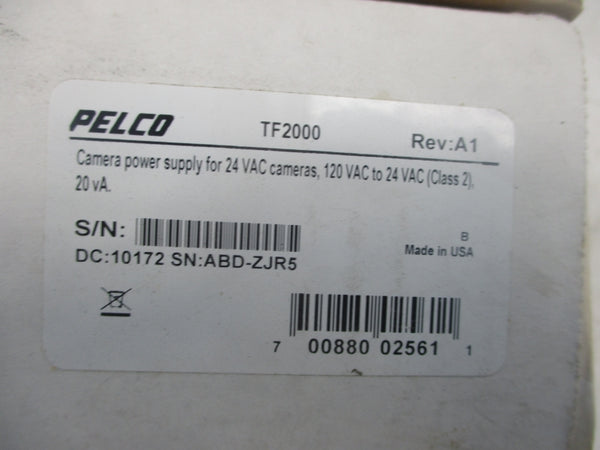 PELCO TF2000 Rev:A1
Camera power supply for 24 VAC cameras, 120 VAC to 24 VAC (Class 2),
20 vA.
S/N:
B
DC:10172 SN:ABD-ZJR5 Made in USA
7 00880 02561 1